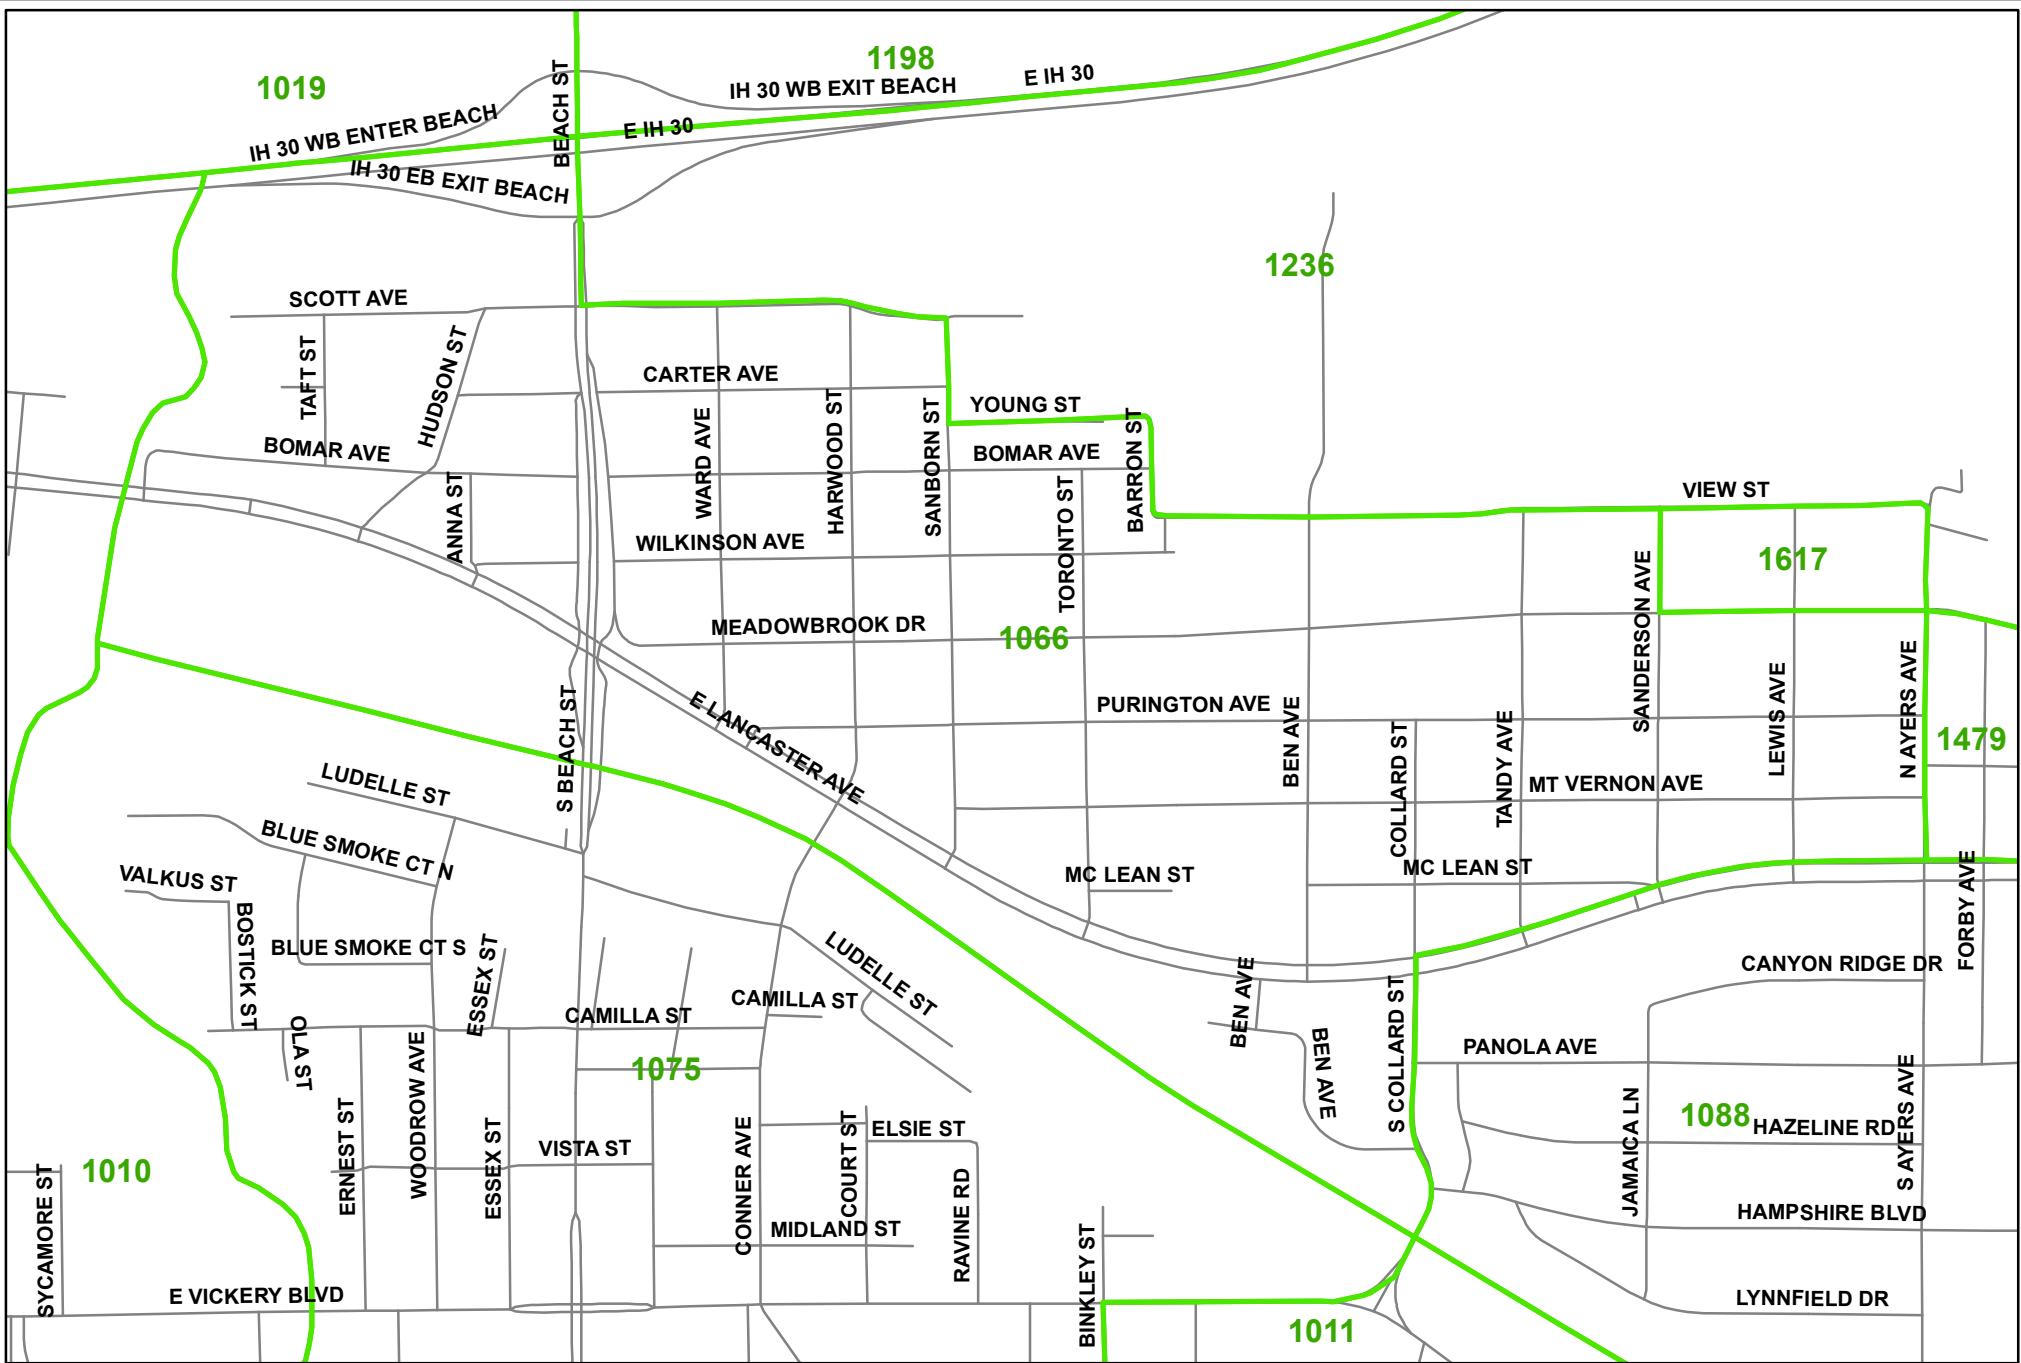 1198
1019
IH 30 WB EXIT BEACH
E IH 30
BEACH ST
IH 30 WB ENTER BEACH
E IH 30
IH 30 EB EXIT BEACH
1236
SCOTT AVE
TAFT ST
HUDSON ST
CARTER AVE
YOUNG ST
BOMAR AVE
WARD AVE
HARWOOD ST
SANBORN ST
BOMAR AVE
BARRON ST
VIEW ST
ANNA ST
WILKINSON AVE
TORONTO ST
SANDERSON AVE
1617
MEADOWBROOK DR
1066
S BEACH ST
E LANCASTER AVE
PURINGTON AVE
BEN AVE
COLLARD ST
TANDY AVE
LEWIS AVE
N AYERS AVE
1479
MT VERNON AVE
LUDELLE ST
BLUE SMOKE CT N
VALKUS ST
MC LEAN ST
MC LEAN ST
FORBY AVE
BOSTICK ST
BLUE SMOKE CT S
ESSEX ST
LUDELLE ST
CANYON RIDGE DR
CAMILLA ST
CAMILLA ST
BEN AVE
S COLLARD ST
OLA ST
WOODROW AVE
1075
BEN AVE
PANOLA AVE
JAMAICA LN
1088
HAZELINE RD
S AYERS AVE
ERNEST ST
ESSEX ST
VISTA ST
CONNER AVE
COURT ST
ELSIE ST
1010
SYCAMORE ST
MIDLAND ST
RAVINE RD
BINKLEY ST
HAMPSHIRE BLVD
E VICKERY BLVD
LYNNFIELD DR
1011